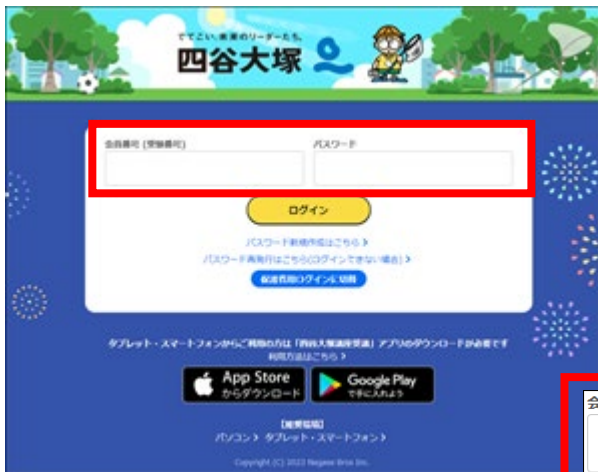 でてこい、未来のリーダーたち。
四谷大塚
会員番号 (受験番号)
パスワード
ログイン
パスワード新規作成はこちら >
パスワード再発行はこちら(ログインできない場合) >
保護者用ログインに切替
タブレット・スマートフォンからご利用の方は「四谷大塚講座受講」アプリのダウンロードが必要です
利用方法はこちら >
App Store
からダウンロード
Google Play
で手に入れよう
【推奨環境】
パソコン > タブレット・スマートフォン >
Copyright (C) 2022 Nagase Bros Inc.
会